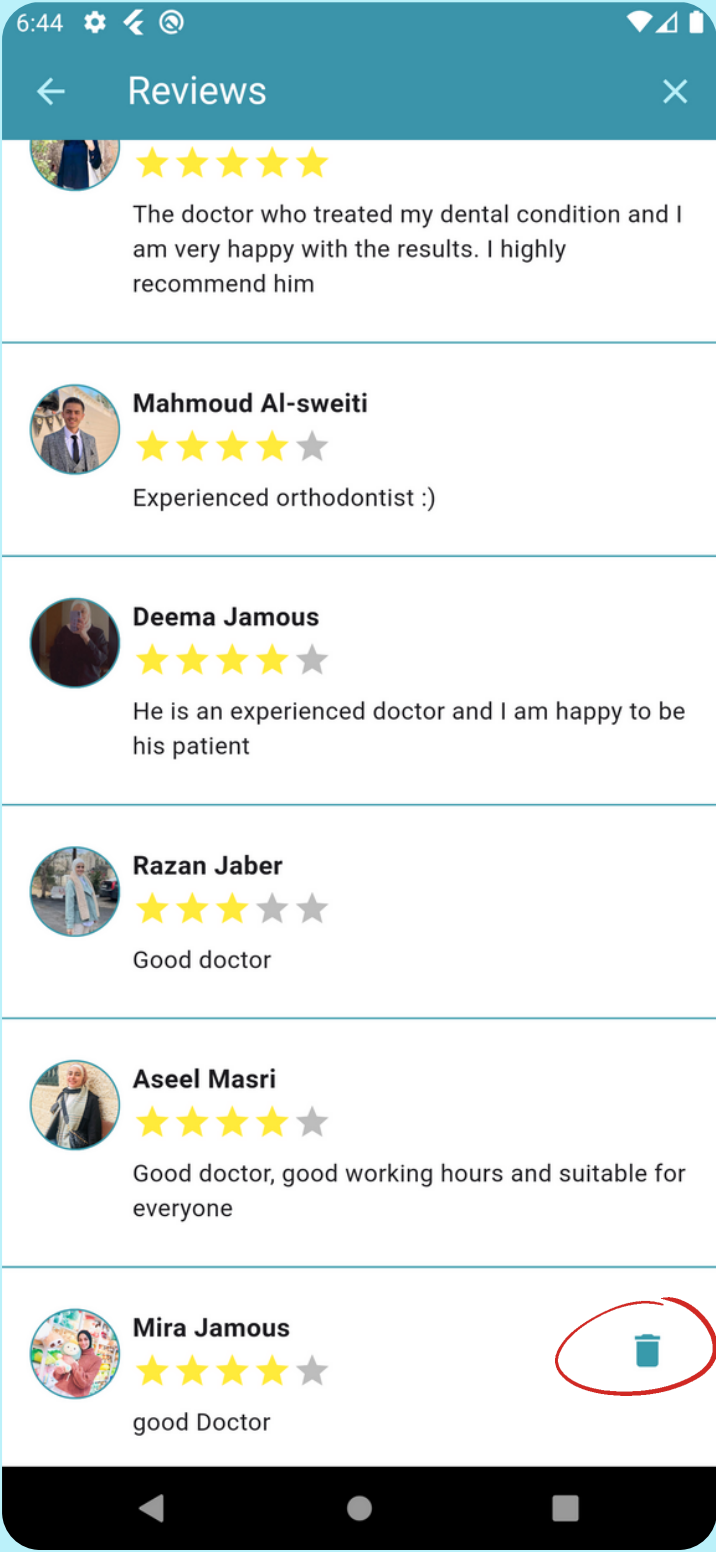 6:44
Reviews
The doctor who treated my dental condition and I
am very happy with the results. I highly
recommend him
Mahmoud Al-sweiti
Experienced orthodontist :)
Deema Jamous
He is an experienced doctor and I am happy to be
his patient
Razan Jaber
Good doctor
Aseel Masri
Good doctor, good working hours and suitable for
everyone
Mira Jamous
good Doctor